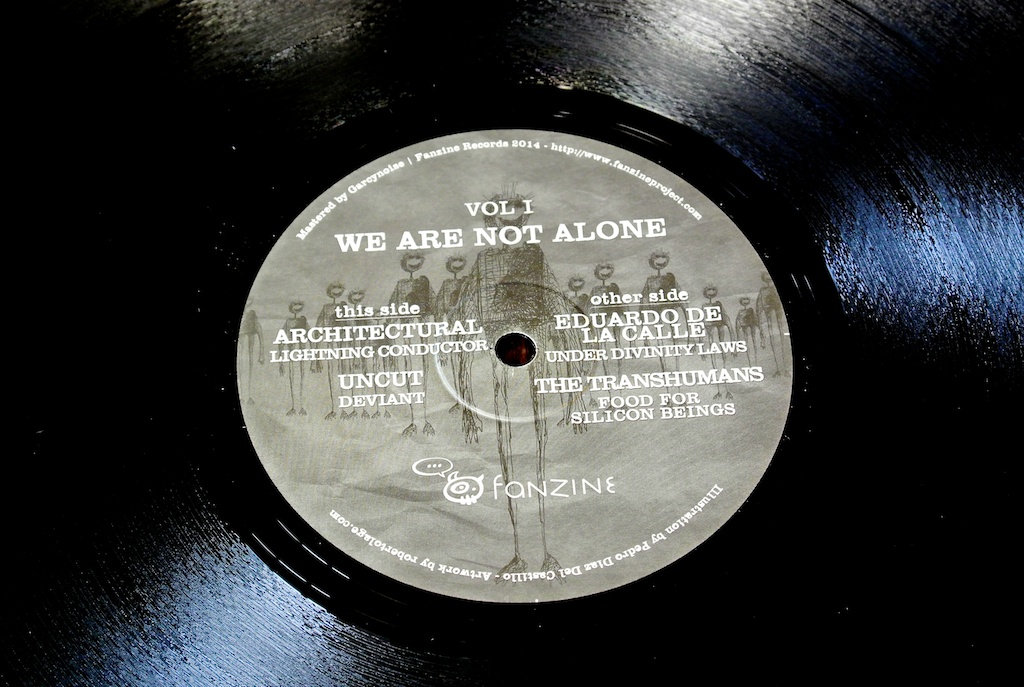 Mastered by Garcynoise | Fanzine Records 2014 - http://www.fanzineproject.com
VOL I
WE ARE NOT ALONE
this side
ARCHITECTURAL
LIGHTNING CONDUCTOR
UNCUT
DEVIANT
other side
EDUARDO DE
LA CALLE
UNDER DIVINITY LAWS
THE TRANSHUMANS
FOOD FOR
SILICON BEINGS
fANZINE
Illustration by Pedro Diaz Del Castillo - Artwork by robertolage.com